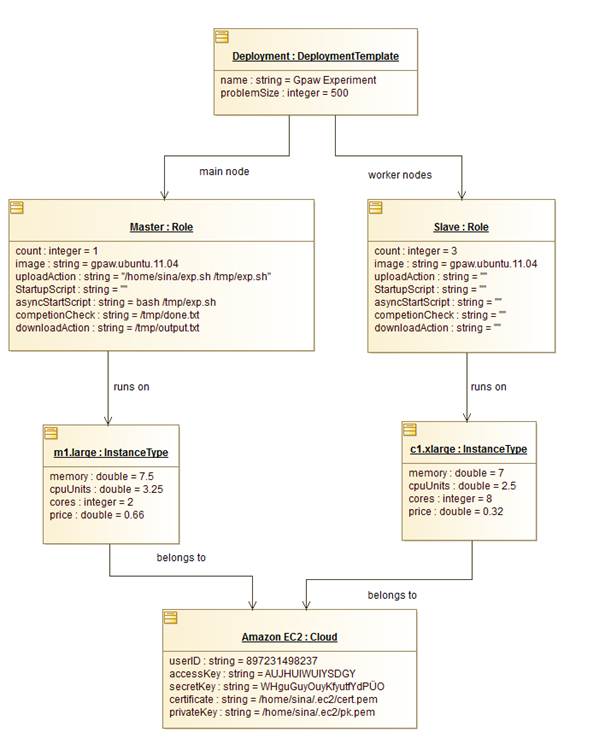 Deployment : DeploymentTemplate
name : string = Gpaw Experiment
problemSize : integer = 500
main node
worker nodes
Master : Role
count : integer = 1
image : string = gpaw.ubuntu.11.04
uploadAction : string = "/home/sina/exp.sh /tmp/exp.sh"
StartupScript : string = ""
asyncStartScript : string = bash /tmp/exp.sh
competionCheck : string = /tmp/done.txt
downloadAction : string = /tmp/output.txt
Slave : Role
count : integer = 3
image : string = gpaw.ubuntu.11.04
uploadAction : string = ""
StartupScript : string = ""
asyncStartScript : string = ""
competionCheck : string = ""
downloadAction : string = ""
runs on
runs on
m1.large : InstanceType
memory : double = 7.5
cpuUnits : double = 3.25
cores : integer = 2
price : double = 0.66
c1.xlarge : InstanceType
memory : double = 7
cpuUnits : double = 2.5
cores : integer = 8
price : double = 0.32
belongs to
belongs to
Amazon EC2 : Cloud
userID : string = 897231498237
accessKey : string = AUJHUIWUIYSDGY
secretKey : string = WHguGuyOuyKfyutfYdPÜO
certificate : string = /home/sina/.ec2/cert.pem
privateKey : string = /home/sina/.ec2/pk.pem